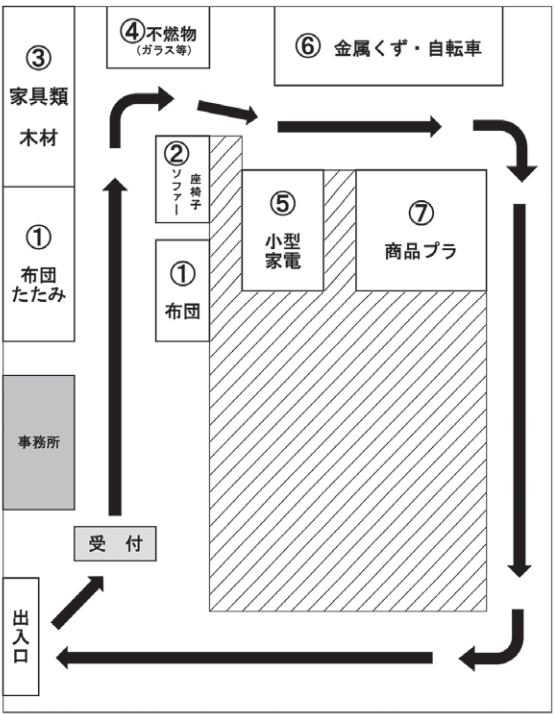 ③
家具類
木材
④不燃物
(ガラス等)
⑥ 金属くず・自転車
②
座椅子
ソファー
①
布団
たたみ
①
布団
⑤
小型
家電
⑦
商品プラ
事務所
受 付
出入口